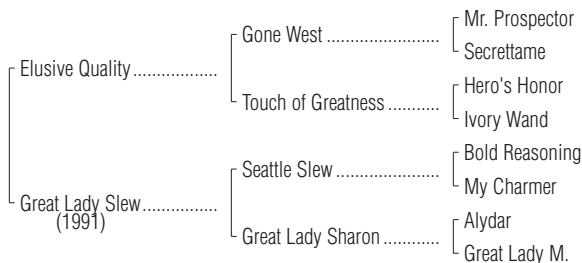 Mr. Prospector
Gone West ........................
Secrettame
Elusive Quality..................
Hero's Honor
Touch of Greatness ...........
Ivory Wand
Bold Reasoning
Seattle Slew ......................
My Charmer
Great Lady Slew................
(1991)
Alydar
Great Lady Sharon ............
Great Lady M.